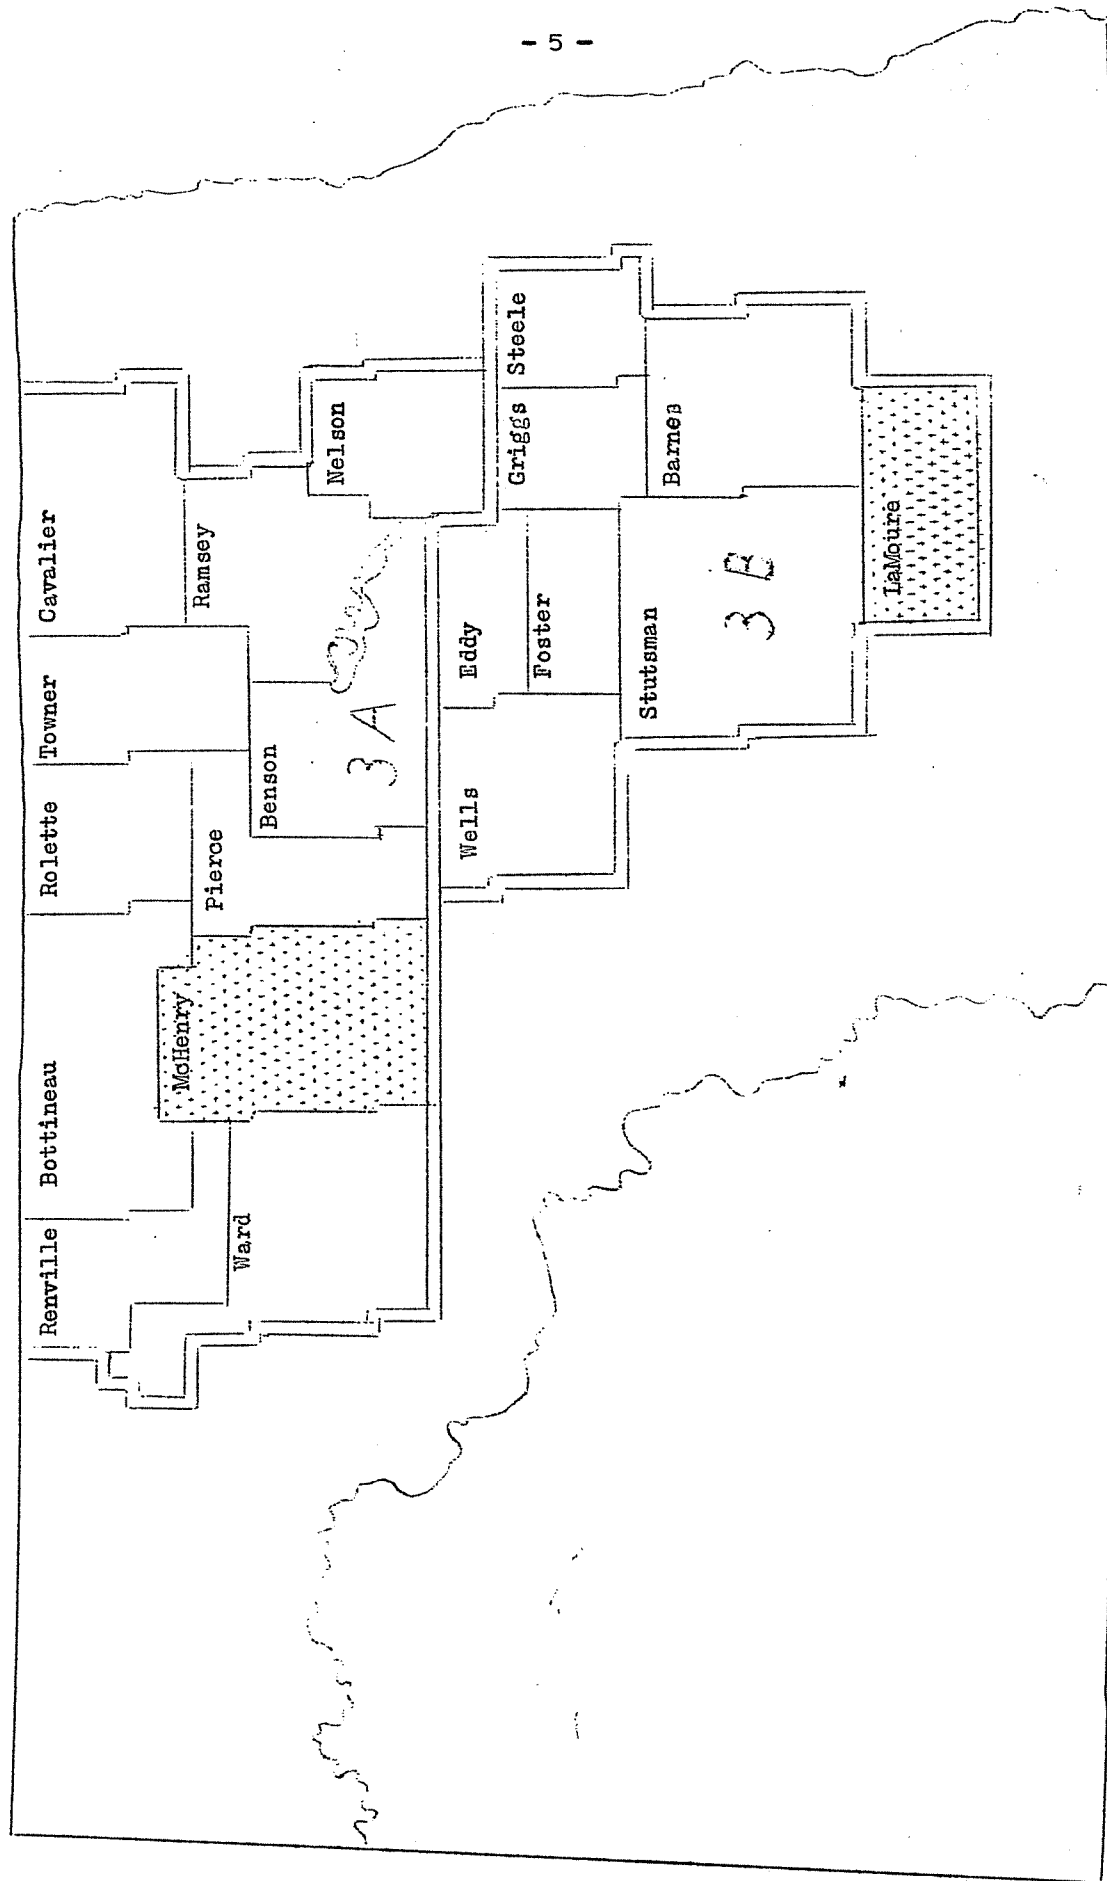 - 5 -
Renville
Bottineau
Rolette
Towner
Cavalier
McHenry
Pierce
Ramsey
Ward
Benson
Nelson
3 A
Wells
Eddy
Griggs
Steele
Foster
Stutsman
Barnes
3 B
LaMoure